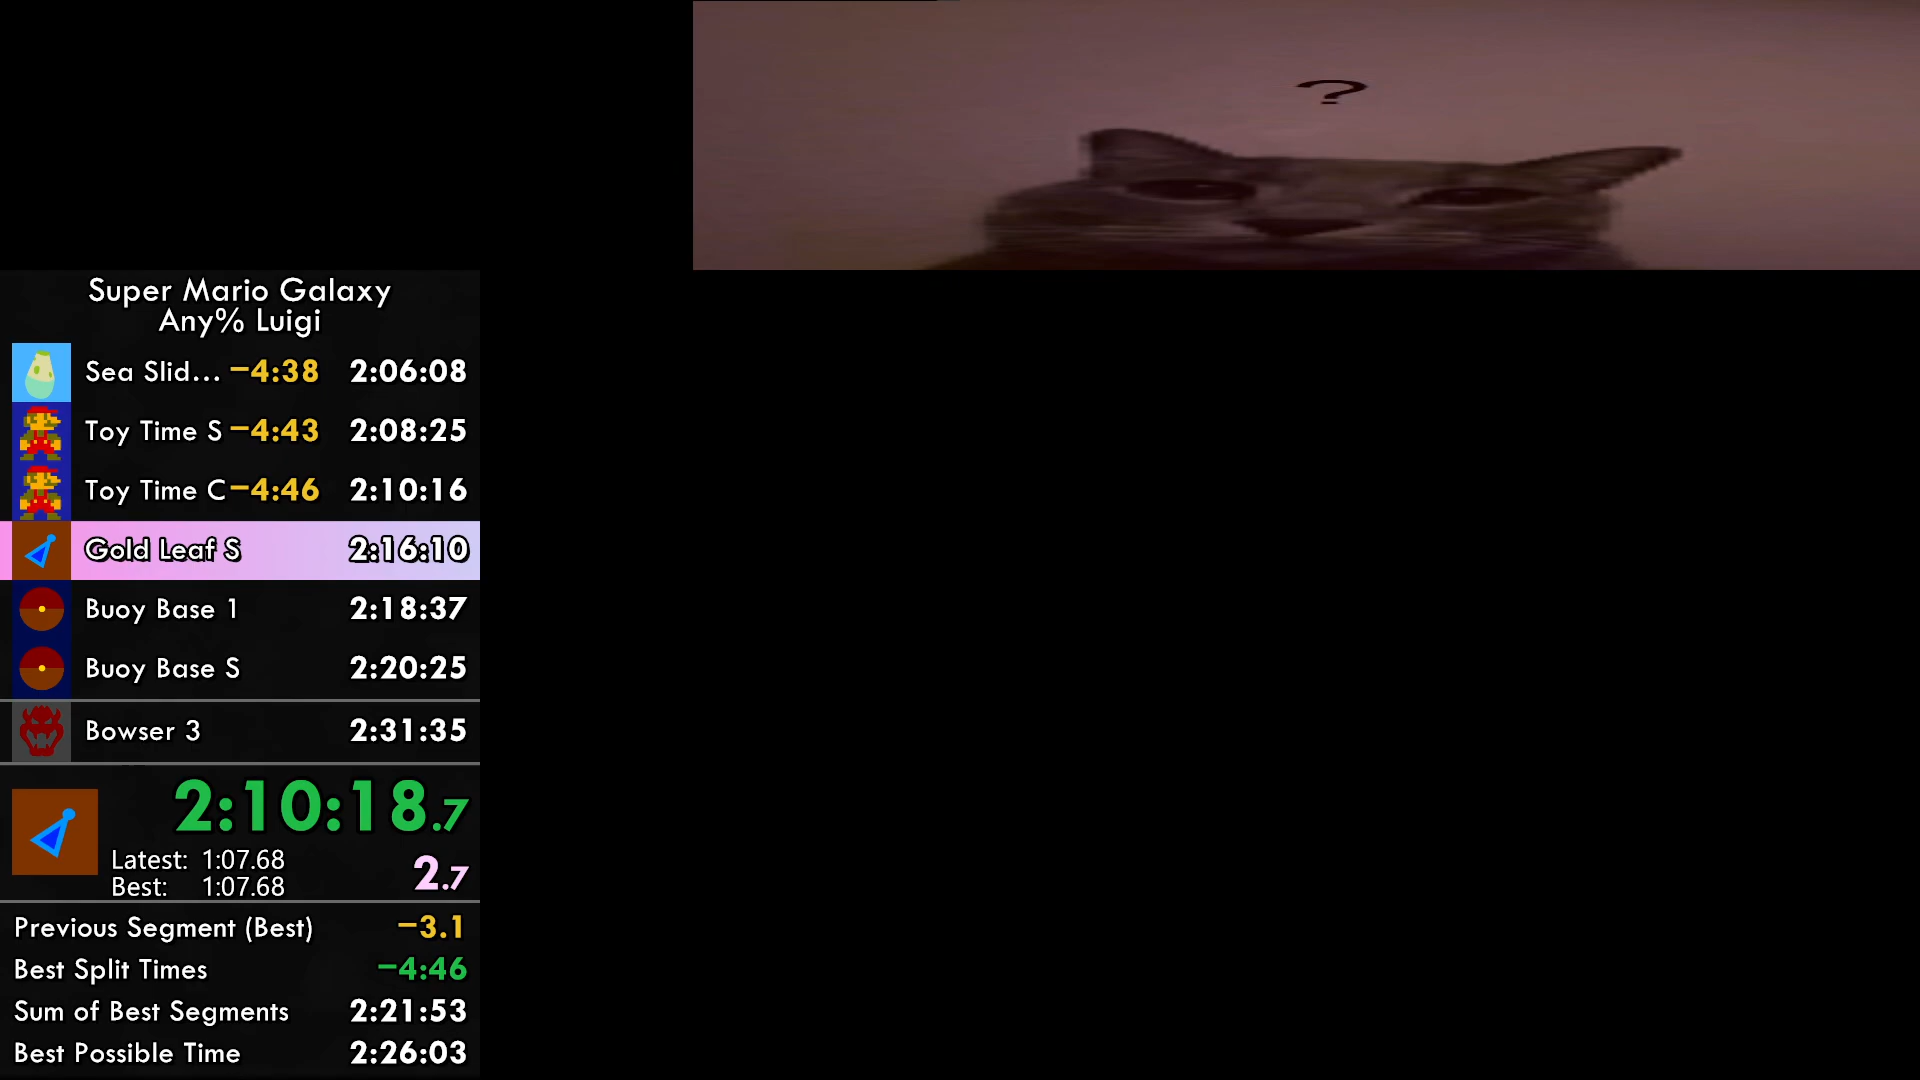 ?
Super Mario Galaxy
Any% Luigi
Sea Slid... −4:38 2:06:08
Toy Time S −4:43 2:08:25
Toy Time C −4:46 2:10:16
Gold Leaf S 2:16:10
Buoy Base 1 2:18:37
Buoy Base S 2:20:25
Bowser 3 2:31:35
2:10:18.7
Latest: 1:07.68
2.7
Best: 1:07.68
Previous Segment (Best) −3.1
Best Split Times −4:46
Sum of Best Segments 2:21:53
Best Possible Time 2:26:03